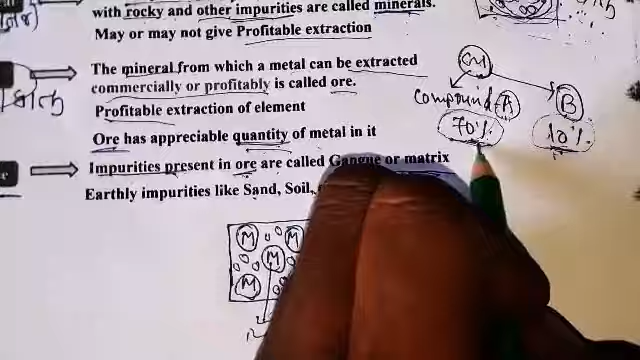 with rocky and other impurities are called minerals.
May or may not give Profitable extraction
The mineral from which a metal can be extracted
commercially or profitably is called ore.
Profitable extraction of element
Ore has appreciable quantity of metal in it
Impurities present in ore are called Gangue or matrix
Earthly impurities like Sand, Soil,
M
Compound-A
B
70%
10%
M M
M
M